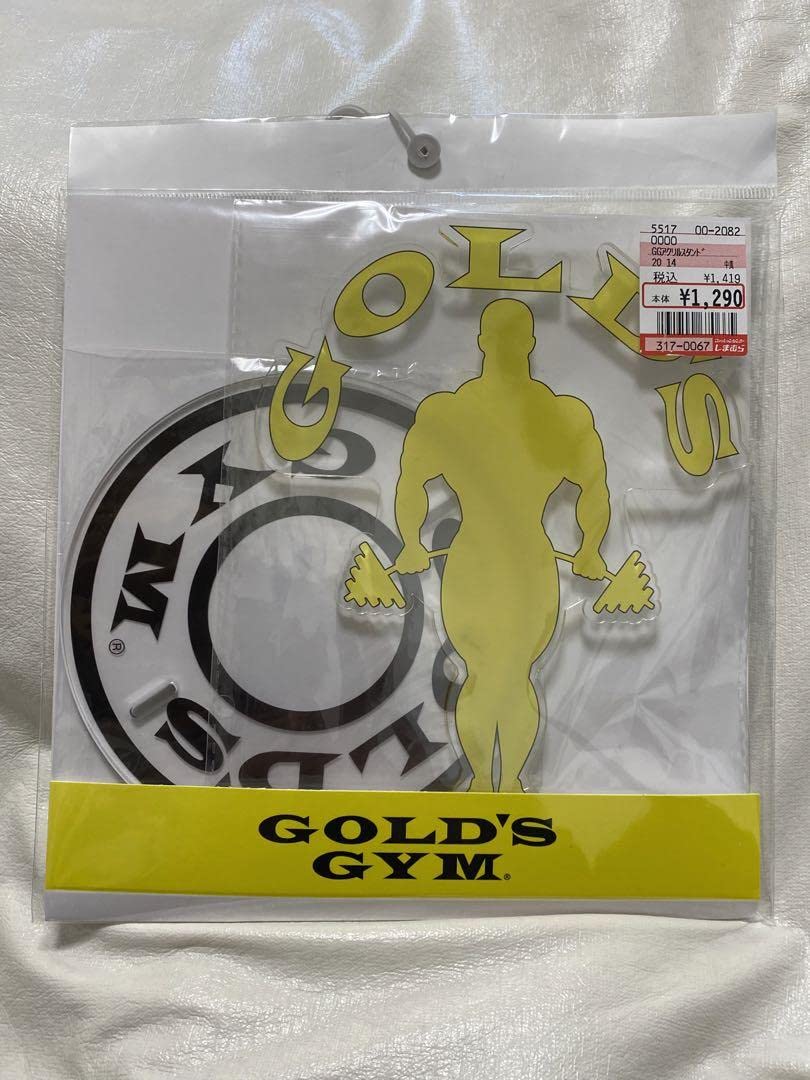 5517 00-2082
0000
GGアクリルスタンド
20 14
税込 ¥1,419
本体 ¥1,290
317-0067 しまむら
GOLD'S
GYM ®
GOLD'S
GYM®